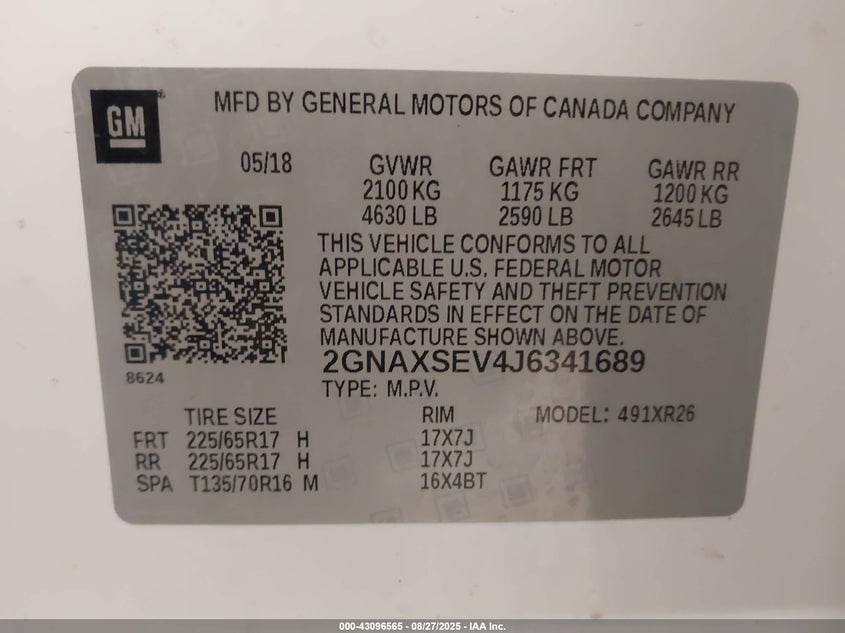 GM®
MFD BY GENERAL MOTORS OF CANADA COMPANY
05/18 GVWR GAWR FRT GAWR RR
2100 KG 1175 KG 1200 KG
4630 LB 2590 LB 2645 LB
THIS VEHICLE CONFORMS TO ALL
APPLICABLE U.S. FEDERAL MOTOR
VEHICLE SAFETY AND THEFT PREVENTION
STANDARDS IN EFFECT ON THE DATE OF
MANUFACTURE SHOWN ABOVE.
2GNAXSEV4J6341689
8624
TYPE: M.P.V.
TIRE SIZE RIM MODEL: 491XR26
FRT 225/65R17 H 17X7J
RR 225/65R17 H 17X7J
SPA T135/70R16 M 16X4BT
000-43096565 - 08/27/2025 - IAA Inc.